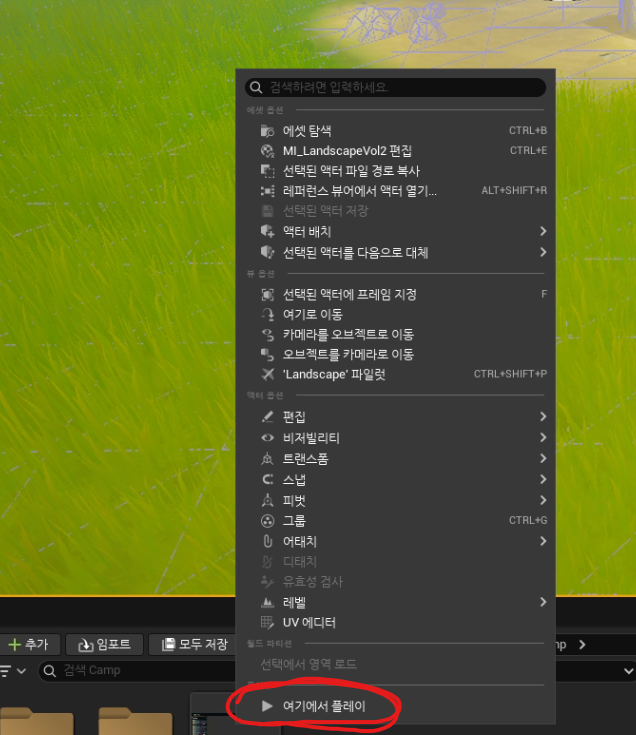 검색하려면 입력하세요.
에셋 옵션
에셋 탐색 CTRL+B
MI_LandscapeVol2 편집 CTRL+E
선택된 액터 파일 경로 복사
레퍼런스 뷰어에서 액터 열기... ALT+SHIFT+R
선택된 액터 저장
액터 배치
선택된 액터를 다음으로 대체
뷰 옵션
선택된 액터에 프레임 지정 F
여기로 이동
카메라를 오브젝트로 이동
오브젝트를 카메라로 이동
'Landscape' 파일럿 CTRL+SHIFT+P
액터 옵션
편집
비저빌리티
트랜스폼
스냅
피벗
그룹 CTRL+G
어태치
디태치
유효성 검사
레벨
UV 에디터
월드 파티션
선택에서 영역 로드
여기에서 플레이
추가 임포트 모두 저장 mp
검색 Camp